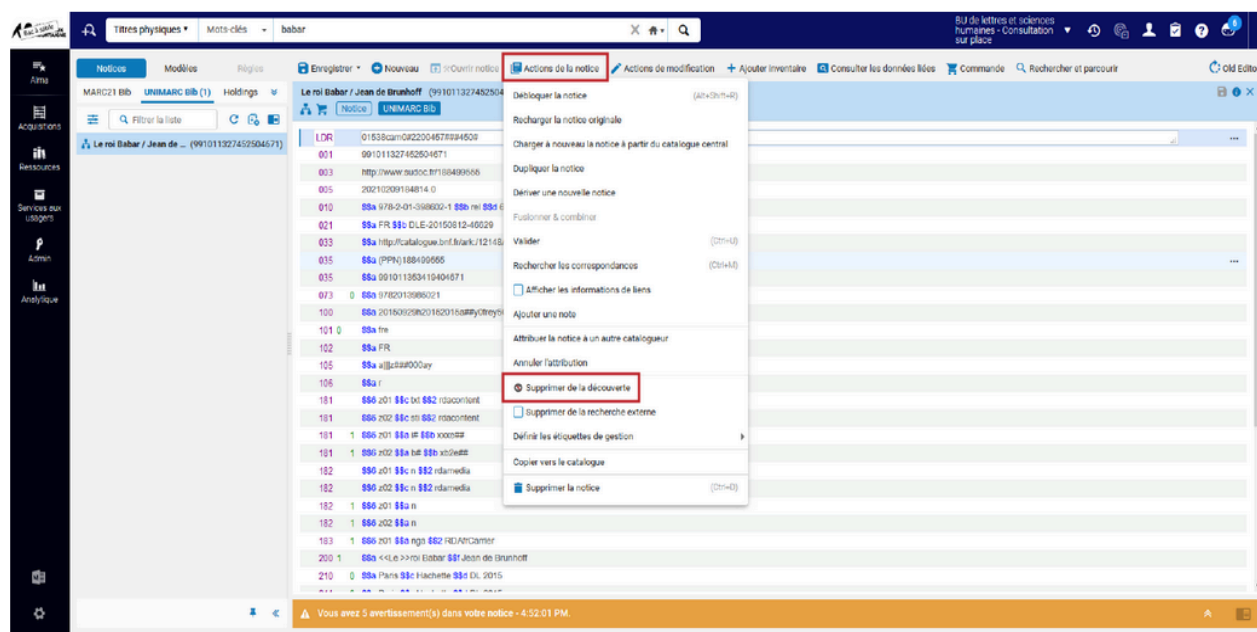 Titres physiques
Mots-clés
babar
BU de lettres et sciences
humaines - Consultation
sur place
Alma
Acquisitions
Ressources
Services aux
usagers
Admin
Analytique
Notices
Modèles
Règles
Enregistrer
Nouveau
Ouvrir notice
Actions de la notice
Actions de modification
Ajouter inventaire
Consulter les données liées
Commande
Rechercher et parcourir
Old Edito
MARC21 Bib
UNIMARC Bib (1)
Holdings
Filtrer la liste
Le roi Babar / Jean de ... (991011327452504671)
Le roi Babar / Jean de Brunhoff (99101132745250
Notice
UNIMARC Bib
LDR 01538cam0#2200457###450#
001 991011327452504671
003 http://www.sudoc.fr/188499555
005 20210209184814.0
010 $$a 978-2-01-398602-1 $$b rel $$d
021 $$a FR $$b DLE-20150812-46629
033 $$a http://catalogue.bnf.fr/ark:/12148
035 $$a (PPN)188499555
035 $$a 991011353419404671
073 0 $$a 9782013986021
100
101 0 $$a fre
102 $$a FR
105
106 $$a r
181 $$6 z01 $$c txt $$2 rdacontent
181 $$6 z02 $$c sti $$2 rdacontent
181 1 $$6 z01 $$a i# $$b xxxe##
181 1 $$6 z02 $$a b# $$b xb2e##
182 $$6 z01 $$c n $$2 rdamedia
182 $$6 z02 $$c n $$2 rdamedia
182 1 $$6 z01 $$a n
182 1 $$6 z02 $$a n
183 1 $$6 z01 $$a nga $$2 RDAfrCarrier
200 1 $$a <<Le >>roi Babar $$f Jean de Brunhoff
210 0 $$a Paris $$c Hachette $$d DL 2015
Débloquer la notice (Alt+Shift+R)
Recharger la notice originale
Charger à nouveau la notice à partir du catalogue central
Dupliquer la notice
Dériver une nouvelle notice
Fusionner & combiner
Valider (Ctrl+U)
Rechercher les correspondances (Ctrl+M)
Afficher les informations de liens
Ajouter une note
Attribuer la notice à un autre catalogueur
Annuler l'attribution
Supprimer de la découverte
Supprimer de la recherche externe
Définir les étiquettes de gestion
Copier vers le catalogue
Supprimer la notice (Ctrl+D)
Vous avez 5 avertissement(s) dans votre notice - 4:52:01 PM.